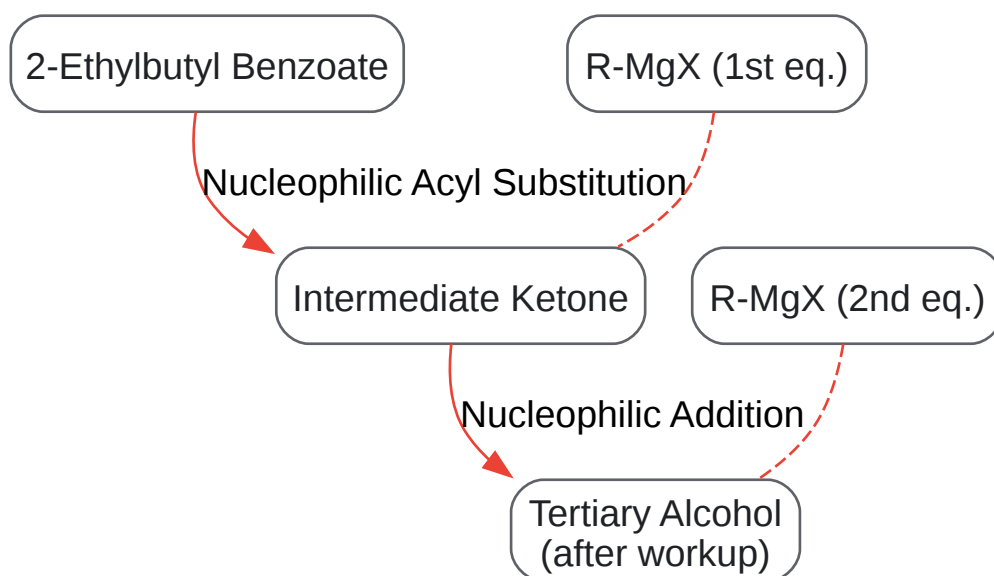 2-Ethylbutyl Benzoate
R-MgX (1st eq.)
Nucleophilic Acyl Substitution
Intermediate Ketone
R-MgX (2nd eq.)
Nucleophilic Addition
Tertiary Alcohol
(after workup)